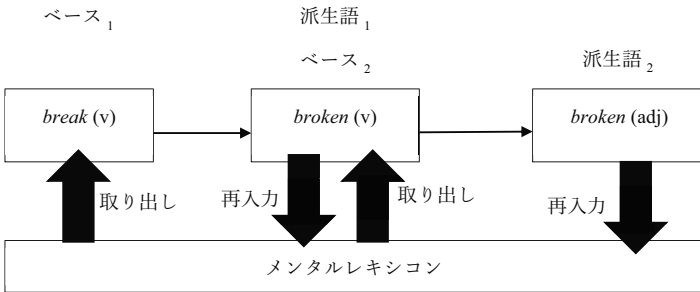 ベース₁ 派生語₁
ベース₂ 派生語₂
break (v) broken (v) broken (adj)
取り出し 再入力 取り出し 再入力
メンタルレキシコン